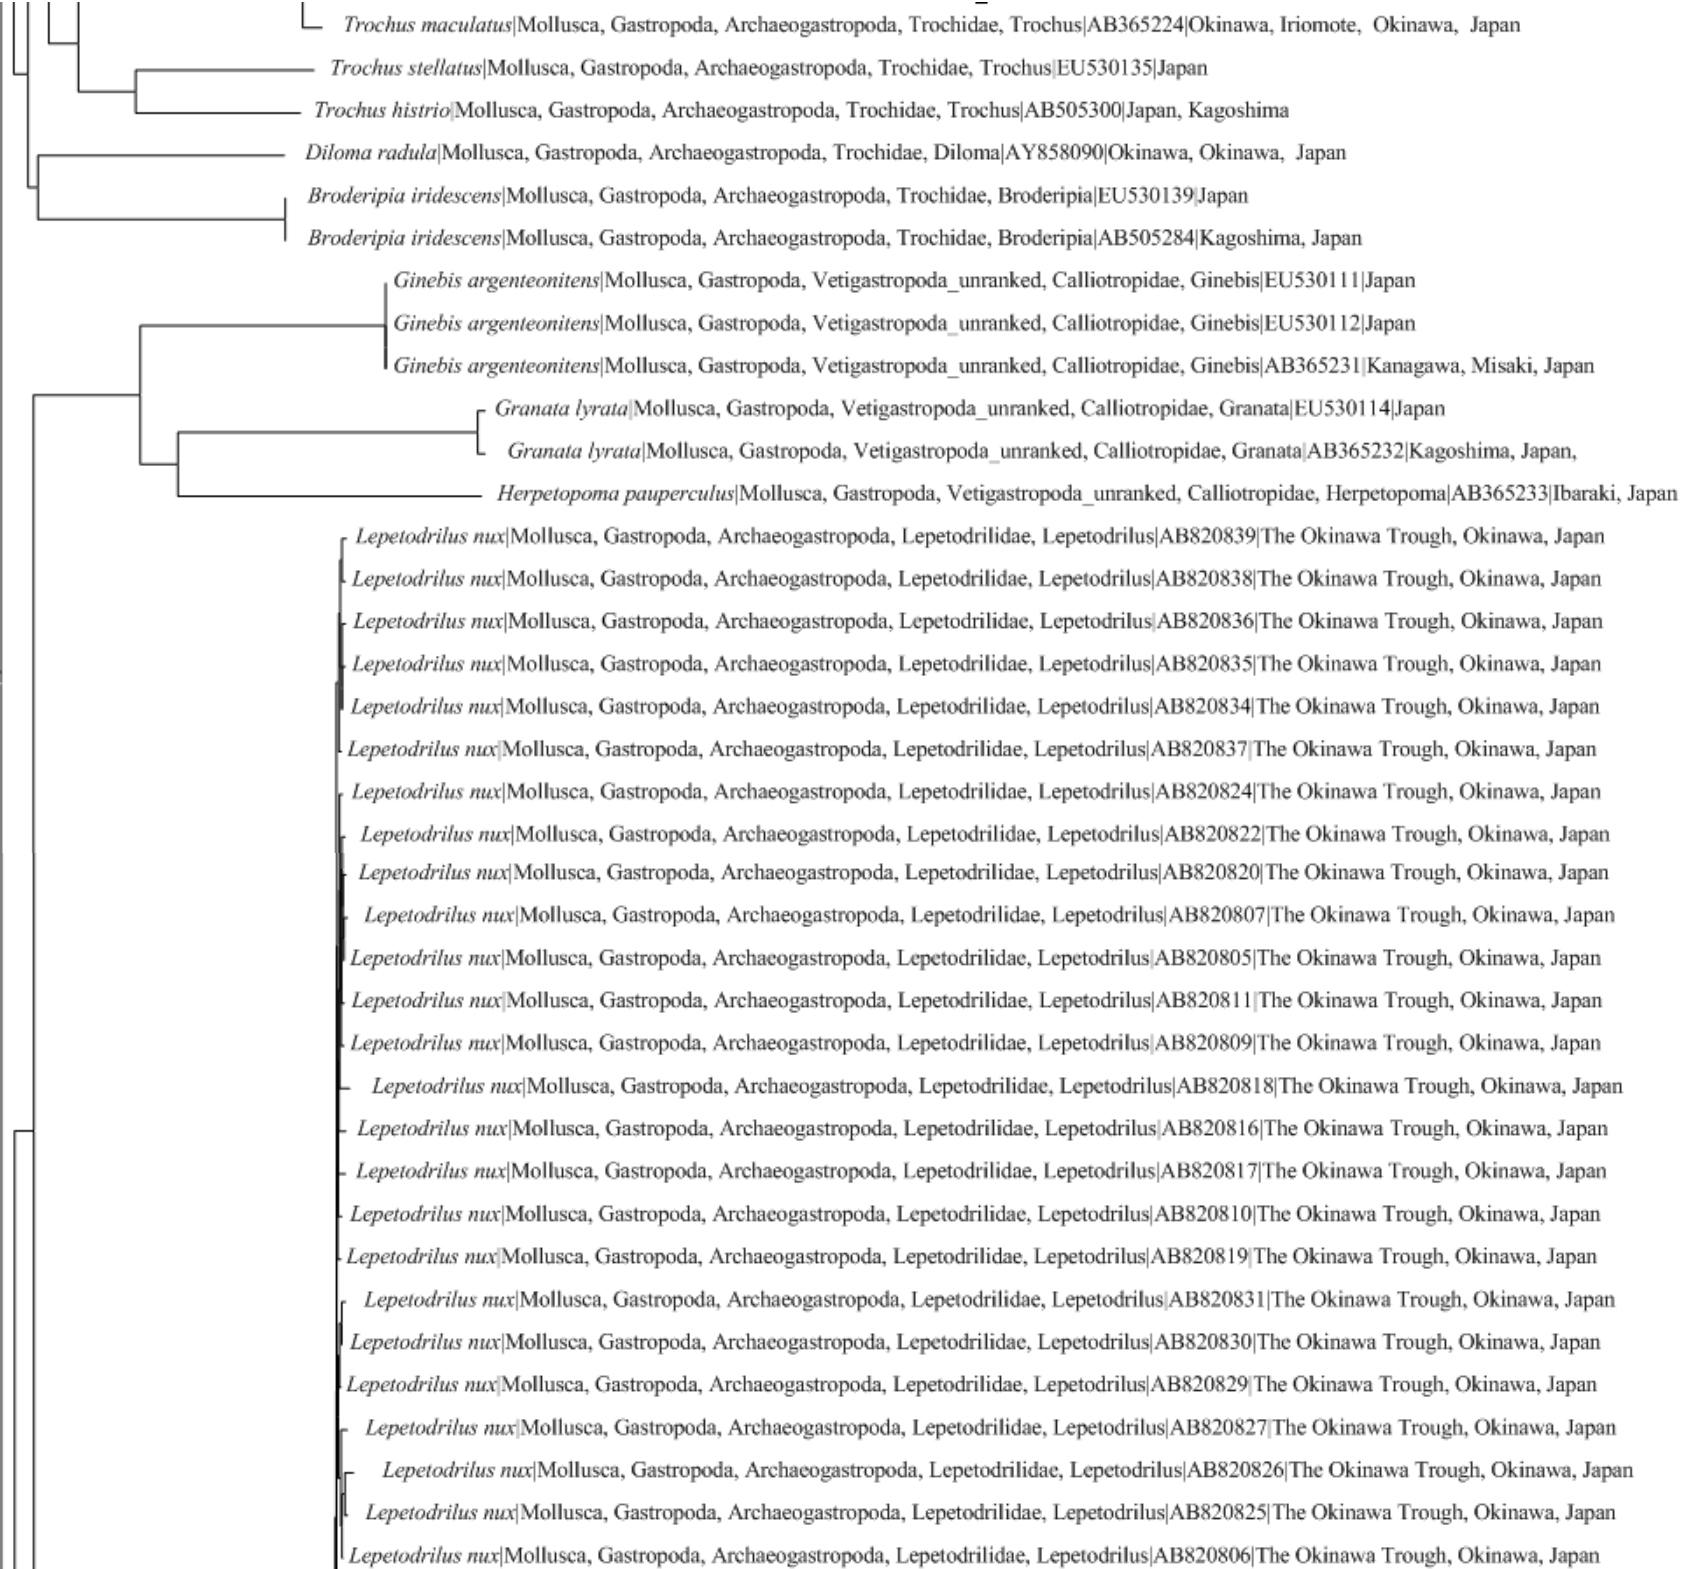 Trochus maculatus|Mollusca, Gastropoda, Archaeogastropoda, Trochidae, Trochus|AB365224|Okinawa, Iriomote, Okinawa, Japan
Trochus stellatus|Mollusca, Gastropoda, Archaeogastropoda, Trochidae, Trochus|EU530135|Japan
Trochus histrio|Mollusca, Gastropoda, Archaeogastropoda, Trochidae, Trochus|AB505300|Japan, Kagoshima
Diloma radula|Mollusca, Gastropoda, Archaeogastropoda, Trochidae, Diloma|AY858090|Okinawa, Okinawa, Japan
Broderipia iridescens|Mollusca, Gastropoda, Archaeogastropoda, Trochidae, Broderipia|EU530139|Japan
Broderipia iridescens|Mollusca, Gastropoda, Archaeogastropoda, Trochidae, Broderipia|AB505284|Kagoshima, Japan
Ginebis argenteonitens|Mollusca, Gastropoda, Vetigastropoda_unranked, Calliotropidae, Ginebis|EU530111|Japan
Ginebis argenteonitens|Mollusca, Gastropoda, Vetigastropoda_unranked, Calliotropidae, Ginebis|EU530112|Japan
Ginebis argenteonitens|Mollusca, Gastropoda, Vetigastropoda_unranked, Calliotropidae, Ginebis|AB365231|Kanagawa, Misaki, Japan
Granata lyrata|Mollusca, Gastropoda, Vetigastropoda_unranked, Calliotropidae, Granata|EU530114|Japan
Granata lyrata|Mollusca, Gastropoda, Vetigastropoda_unranked, Calliotropidae, Granata|AB365232|Kagoshima, Japan,
Herpetopoma pauperculus|Mollusca, Gastropoda, Vetigastropoda_unranked, Calliotropidae, Herpetopoma|AB365233|Ibaraki, Japan
Lepetodrilus nux|Mollusca, Gastropoda, Archaeogastropoda, Lepetodrilidae, Lepetodrilus|AB820839|The Okinawa Trough, Okinawa, Japan
Lepetodrilus nux|Mollusca, Gastropoda, Archaeogastropoda, Lepetodrilidae, Lepetodrilus|AB820838|The Okinawa Trough, Okinawa, Japan
Lepetodrilus nux|Mollusca, Gastropoda, Archaeogastropoda, Lepetodrilidae, Lepetodrilus|AB820836|The Okinawa Trough, Okinawa, Japan
Lepetodrilus nux|Mollusca, Gastropoda, Archaeogastropoda, Lepetodrilidae, Lepetodrilus|AB820835|The Okinawa Trough, Okinawa, Japan
Lepetodrilus nux|Mollusca, Gastropoda, Archaeogastropoda, Lepetodrilidae, Lepetodrilus|AB820834|The Okinawa Trough, Okinawa, Japan
Lepetodrilus nux|Mollusca, Gastropoda, Archaeogastropoda, Lepetodrilidae, Lepetodrilus|AB820837|The Okinawa Trough, Okinawa, Japan
Lepetodrilus nux|Mollusca, Gastropoda, Archaeogastropoda, Lepetodrilidae, Lepetodrilus|AB820824|The Okinawa Trough, Okinawa, Japan
Lepetodrilus nux|Mollusca, Gastropoda, Archaeogastropoda, Lepetodrilidae, Lepetodrilus|AB820822|The Okinawa Trough, Okinawa, Japan
Lepetodrilus nux|Mollusca, Gastropoda, Archaeogastropoda, Lepetodrilidae, Lepetodrilus|AB820820|The Okinawa Trough, Okinawa, Japan
Lepetodrilus nux|Mollusca, Gastropoda, Archaeogastropoda, Lepetodrilidae, Lepetodrilus|AB820807|The Okinawa Trough, Okinawa, Japan
Lepetodrilus nux|Mollusca, Gastropoda, Archaeogastropoda, Lepetodrilidae, Lepetodrilus|AB820805|The Okinawa Trough, Okinawa, Japan
Lepetodrilus nux|Mollusca, Gastropoda, Archaeogastropoda, Lepetodrilidae, Lepetodrilus|AB820811|The Okinawa Trough, Okinawa, Japan
Lepetodrilus nux|Mollusca, Gastropoda, Archaeogastropoda, Lepetodrilidae, Lepetodrilus|AB820809|The Okinawa Trough, Okinawa, Japan
Lepetodrilus nux|Mollusca, Gastropoda, Archaeogastropoda, Lepetodrilidae, Lepetodrilus|AB820818|The Okinawa Trough, Okinawa, Japan
Lepetodrilus nux|Mollusca, Gastropoda, Archaeogastropoda, Lepetodrilidae, Lepetodrilus|AB820816|The Okinawa Trough, Okinawa, Japan
Lepetodrilus nux|Mollusca, Gastropoda, Archaeogastropoda, Lepetodrilidae, Lepetodrilus|AB820817|The Okinawa Trough, Okinawa, Japan
Lepetodrilus nux|Mollusca, Gastropoda, Archaeogastropoda, Lepetodrilidae, Lepetodrilus|AB820810|The Okinawa Trough, Okinawa, Japan
Lepetodrilus nux|Mollusca, Gastropoda, Archaeogastropoda, Lepetodrilidae, Lepetodrilus|AB820819|The Okinawa Trough, Okinawa, Japan
Lepetodrilus nux|Mollusca, Gastropoda, Archaeogastropoda, Lepetodrilidae, Lepetodrilus|AB820831|The Okinawa Trough, Okinawa, Japan
Lepetodrilus nux|Mollusca, Gastropoda, Archaeogastropoda, Lepetodrilidae, Lepetodrilus|AB820830|The Okinawa Trough, Okinawa, Japan
Lepetodrilus nux|Mollusca, Gastropoda, Archaeogastropoda, Lepetodrilidae, Lepetodrilus|AB820829|The Okinawa Trough, Okinawa, Japan
Lepetodrilus nux|Mollusca, Gastropoda, Archaeogastropoda, Lepetodrilidae, Lepetodrilus|AB820827|The Okinawa Trough, Okinawa, Japan
Lepetodrilus nux|Mollusca, Gastropoda, Archaeogastropoda, Lepetodrilidae, Lepetodrilus|AB820826|The Okinawa Trough, Okinawa, Japan
Lepetodrilus nux|Mollusca, Gastropoda, Archaeogastropoda, Lepetodrilidae, Lepetodrilus|AB820825|The Okinawa Trough, Okinawa, Japan
Lepetodrilus nux|Mollusca, Gastropoda, Archaeogastropoda, Lepetodrilidae, Lepetodrilus|AB820806|The Okinawa Trough, Okinawa, Japan